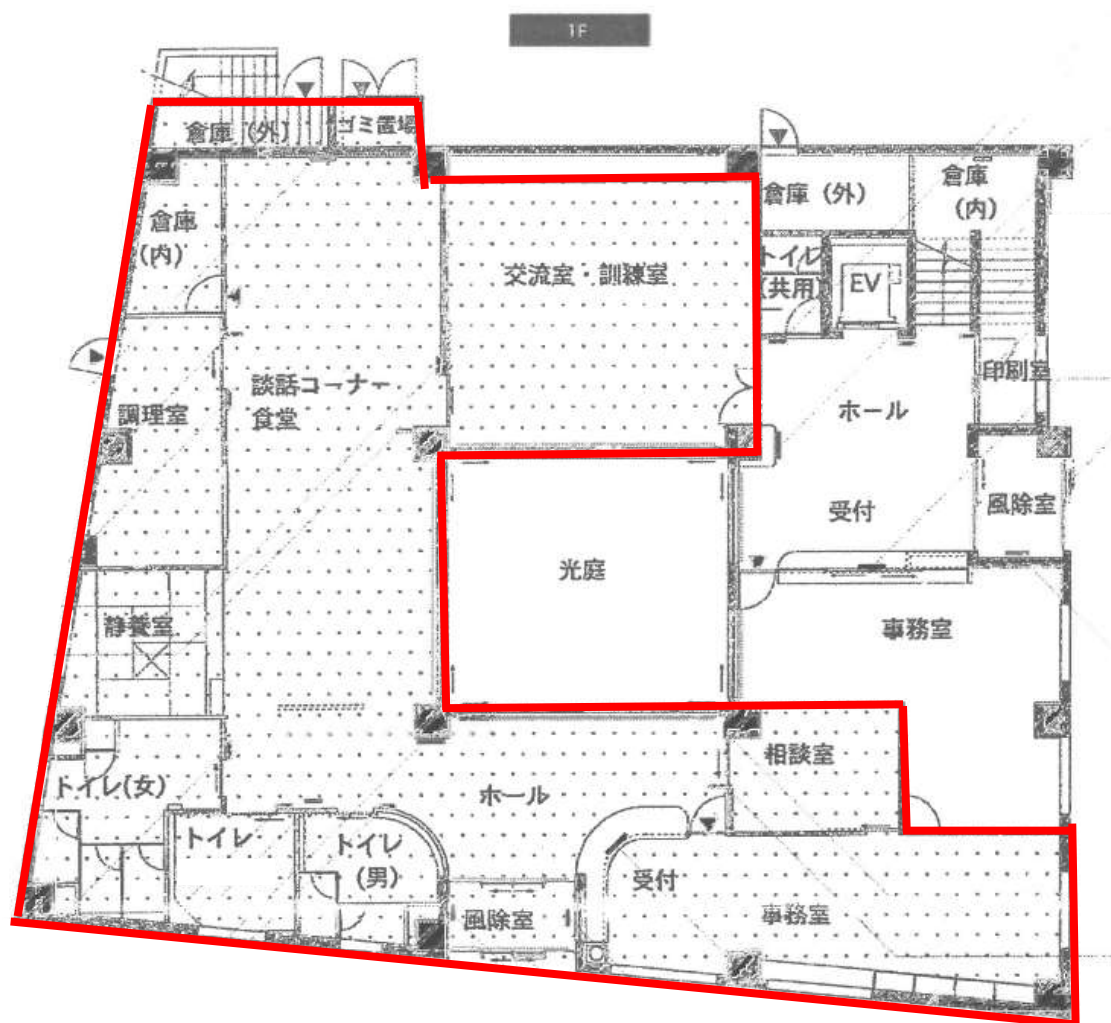 1F
倉庫（外）
ゴミ置場
倉庫
(内)
倉庫（外）
倉庫
(内)
交流室・訓練室
トイレ
(共用)
EV
印刷室
談話コーナー
食堂
調理室
ホール
受付
風除室
光庭
静養室
事務室
相談室
トイレ(女)
ホール
トイレ
トイレ
(男)
受付
風除室
事務室